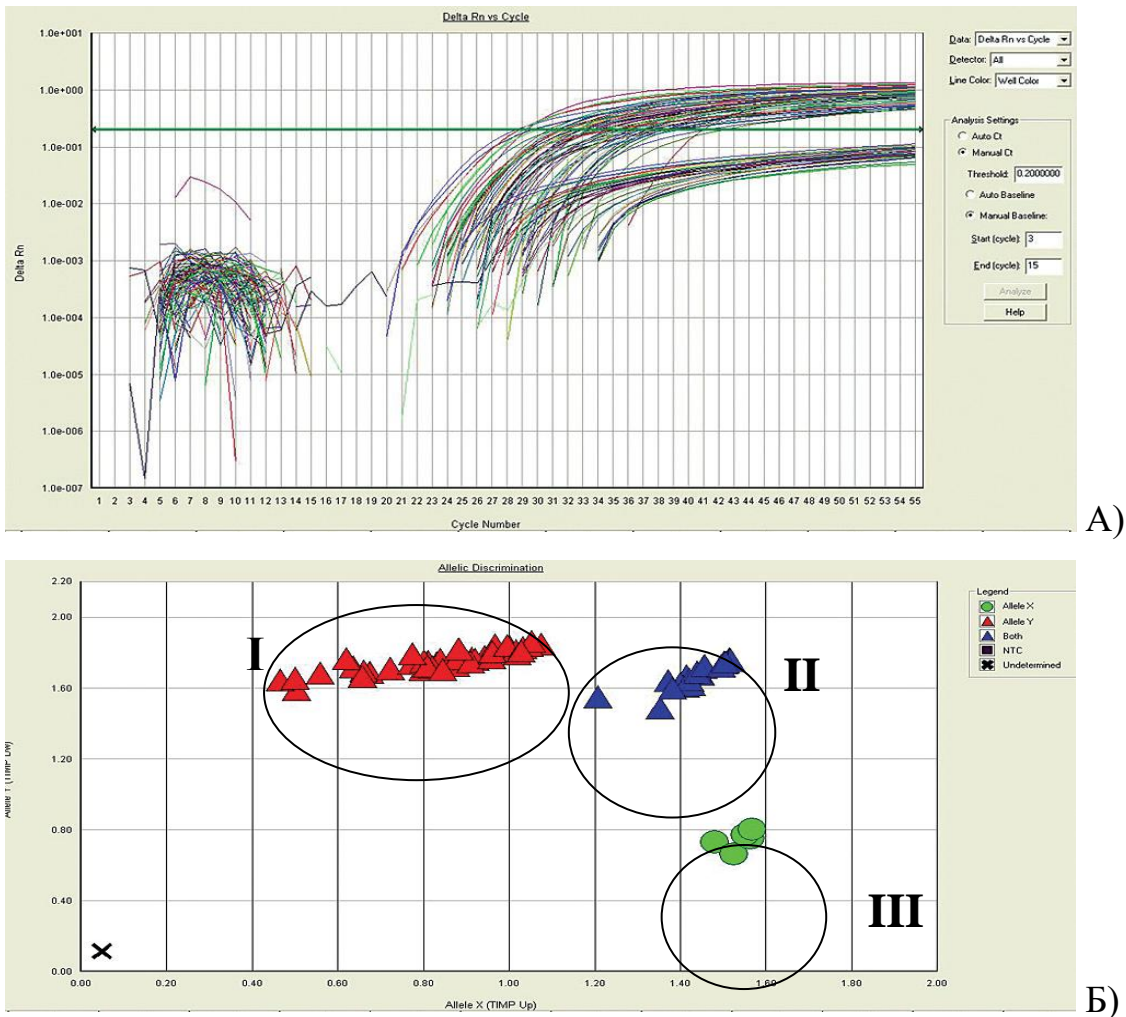 Delta Rn vs Cycle
1.0e+001
1.0e+000
1.0e-001
1.0e-002
1.0e-003
1.0e-004
1.0e-005
1.0e-006
1.0e-007
Delta Rn
1 2 3 4 5 6 7 8 9 10 11 12 13 14 15 16 17 18 19 20 21 22 23 24 25 26 27 28 29 30 31 32 33 34 35 36 37 38 39 40 41 42 43 44 45 46 47 48 49 50 51 52 53 54 55
Cycle Number
Data: Delta Rn vs Cycle
Detector: All
Line Color: Well Color
Analysis Settings
Auto Ct
Manual Ct
Threshold: 0.2000000
Auto Baseline
Manual Baseline:
Start (cycle): 3
End (cycle): 15
Analyze
Help
А)
Allelic Discrimination
2.20
2.00
1.60
1.20
0.80
0.40
0.00
I
II
III
0.00 0.20 0.40 0.60 0.80 1.00 1.20 1.40 1.60 1.80 2.00
Allele X (TIMP Up)
Legend
Allele X
Allele Y
Both
NTC
Undetermined
Б)